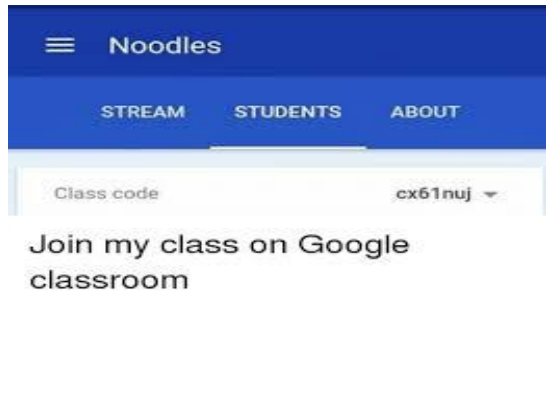 Noodles
STREAM STUDENTS ABOUT
Class code cx61nuj
Join my class on Google
classroom